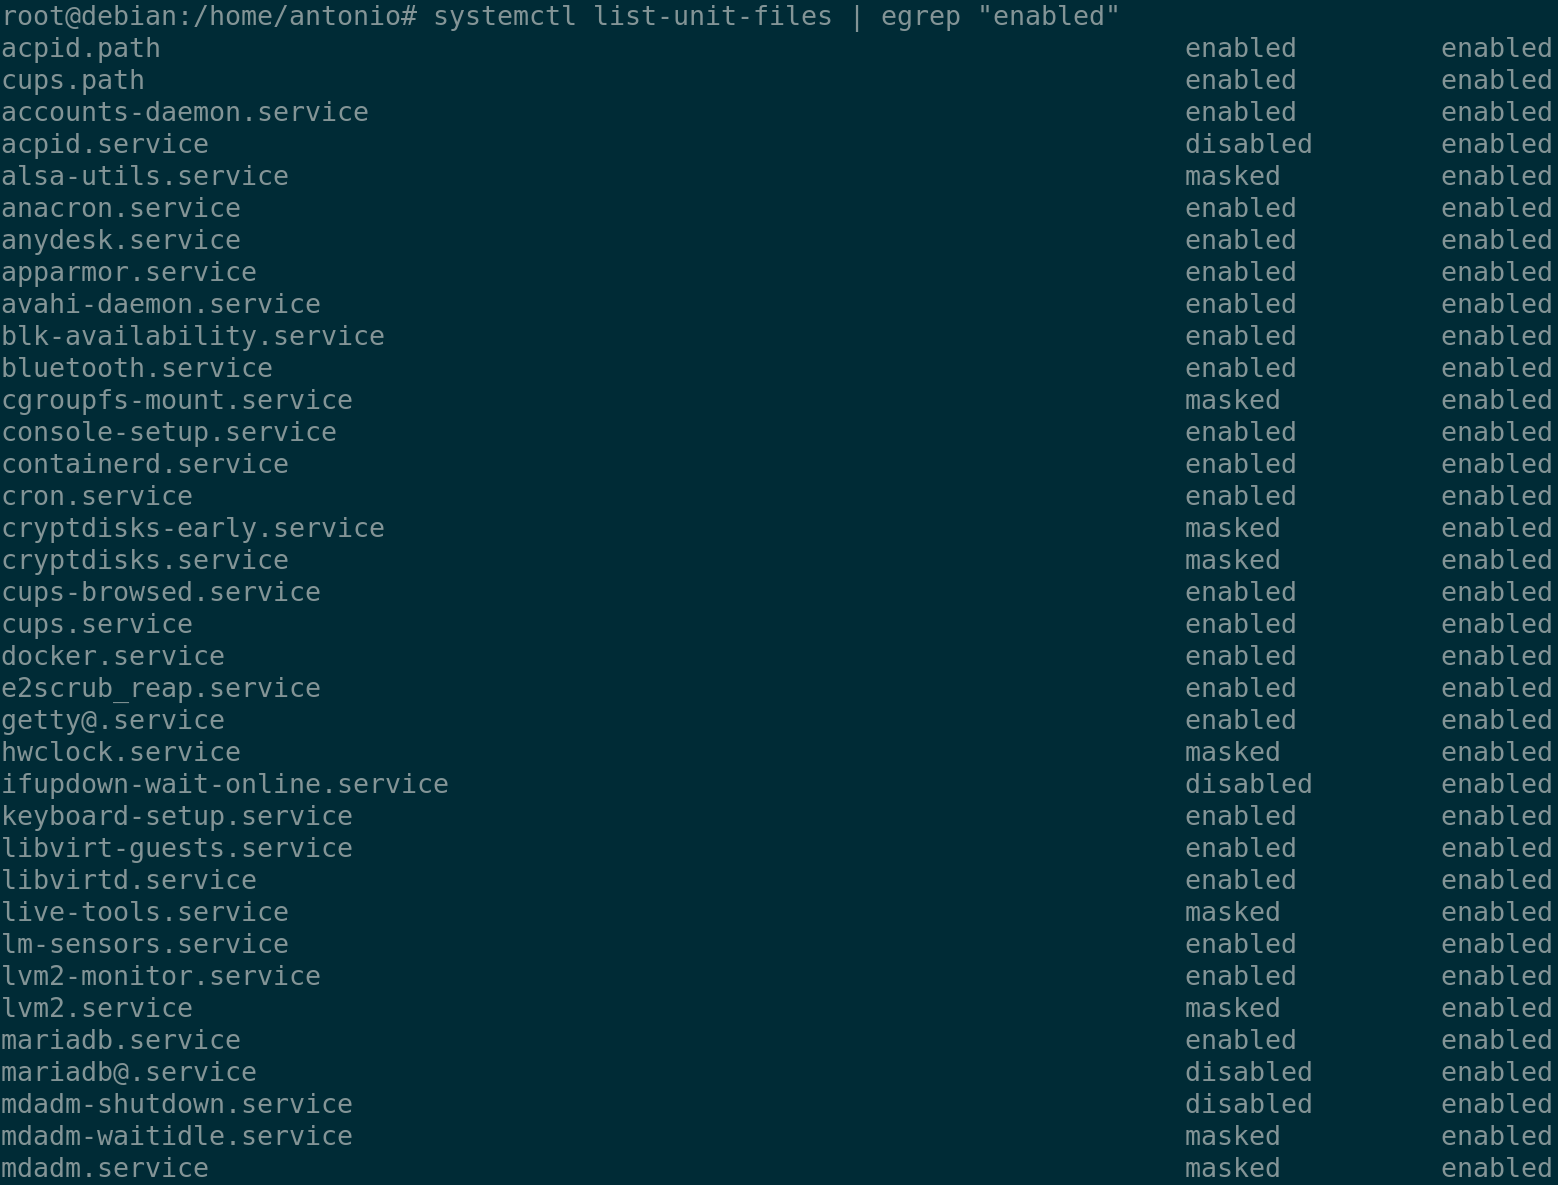 root@debian:/home/antonio# systemctl list-unit-files | egrep "enabled"
acpid.path enabled enabled
cups.path enabled enabled
accounts-daemon.service enabled enabled
acpid.service disabled enabled
alsa-utils.service masked enabled
anacron.service enabled enabled
anydesk.service enabled enabled
apparmor.service enabled enabled
avahi-daemon.service enabled enabled
blk-availability.service enabled enabled
bluetooth.service enabled enabled
cgroupfs-mount.service masked enabled
console-setup.service enabled enabled
containerd.service enabled enabled
cron.service enabled enabled
cryptdisks-early.service masked enabled
cryptdisks.service masked enabled
cups-browsed.service enabled enabled
cups.service enabled enabled
docker.service enabled enabled
e2scrub_reap.service enabled enabled
getty@.service enabled enabled
hwclock.service masked enabled
ifupdown-wait-online.service disabled enabled
keyboard-setup.service enabled enabled
libvirt-guests.service enabled enabled
libvirtd.service enabled enabled
live-tools.service masked enabled
lm-sensors.service enabled enabled
lvm2-monitor.service enabled enabled
lvm2.service masked enabled
mariadb.service enabled enabled
mariadb@.service disabled enabled
mdadm-shutdown.service disabled enabled
mdadm-waitidle.service masked enabled
mdadm.service masked enabled